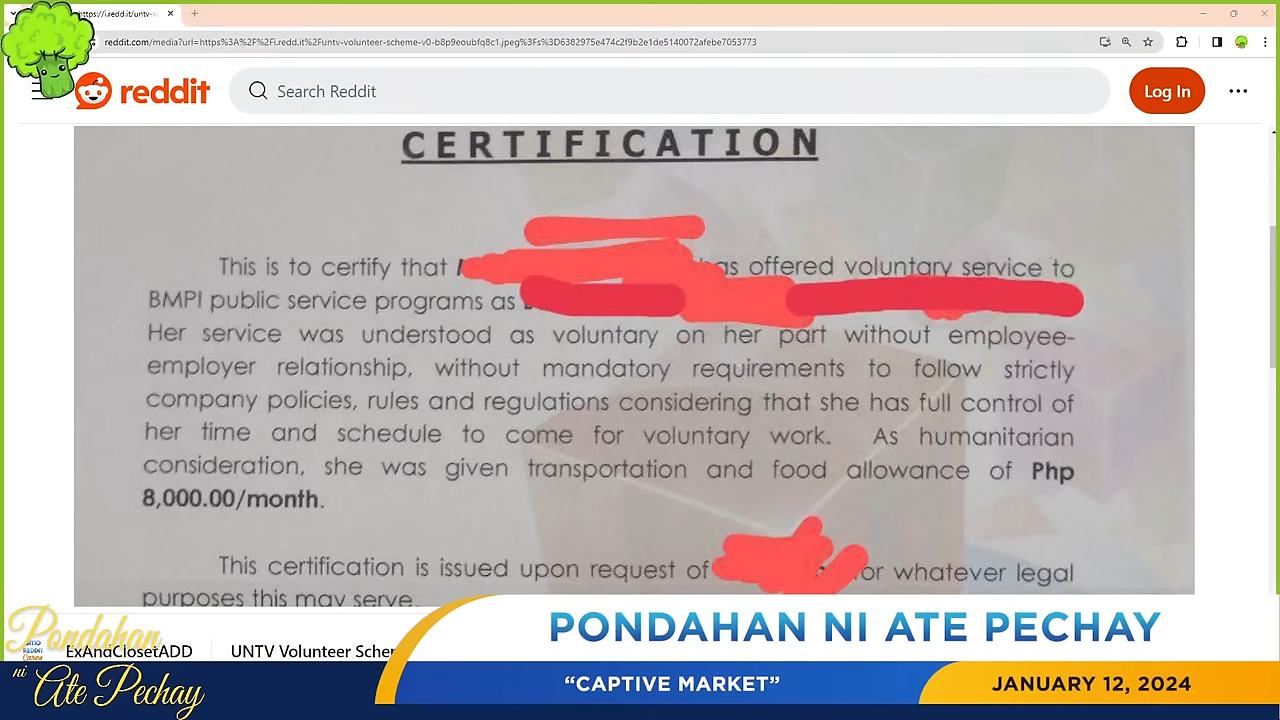 https://i.redd.it/untv-v
reddit.com/media?url=https%3A%2F%2Fi.redd.it%2Funtv-volunteer-scheme-v0-b8p9eoubfq8c1.jpeg%3Fs%3D6382975e474c2f9b2e1de5140072afebe7053773
reddit
Search Reddit
Log In
CERTIFICATION
This is to certify that has offered voluntary service to
BMPI public service programs as
Her service was understood as voluntary on her part without employee-
employer relationship, without mandatory requirements to follow strictly
company policies, rules and regulations considering that she has full control of
her time and schedule to come for voluntary work. As humanitarian
consideration, she was given transportation and food allowance of Php
8,000.00/month.
This certification is issued upon request of for whatever legal
purposes this may serve.
ExAndClosetADD
UNTV Volunteer Scher
Pondahan
ni
Ate Pechay
PONDAHAN NI ATE PECHAY
“CAPTIVE MARKET”
JANUARY 12, 2024